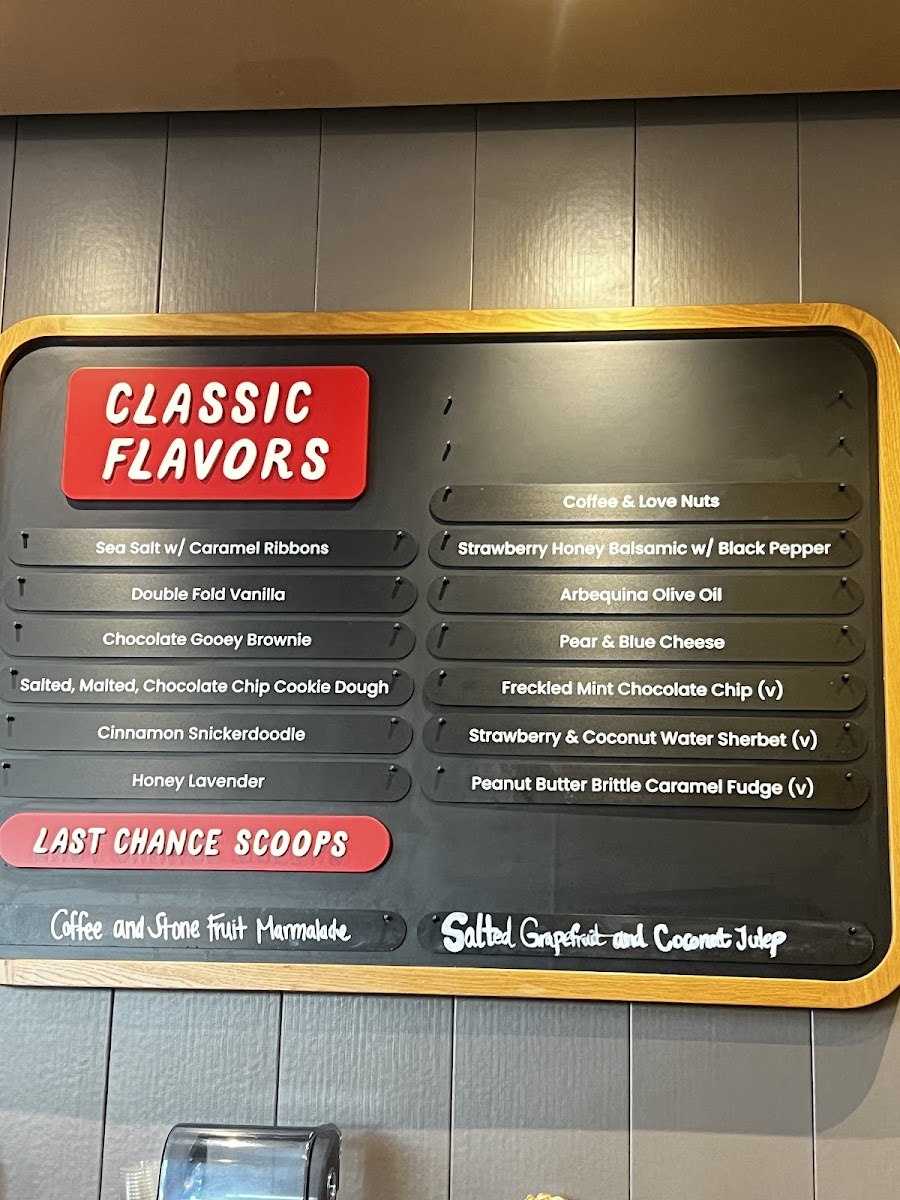 CLASSIC
FLAVORS
Sea Salt w/ Caramel Ribbons
Double Fold Vanilla
Chocolate Gooey Brownie
Salted, Malted, Chocolate Chip Cookie Dough
Cinnamon Snickerdoodle
Honey Lavender
Coffee & Love Nuts
Strawberry Honey Balsamic w/ Black Pepper
Arbequina Olive Oil
Pear & Blue Cheese
Freckled Mint Chocolate Chip (v)
Strawberry & Coconut Water Sherbet (v)
Peanut Butter Brittle Caramel Fudge (v)
LAST CHANCE SCOOPS
Coffee and Stone Fruit Marmalade
Salted Grapefruit and Coconut Julep